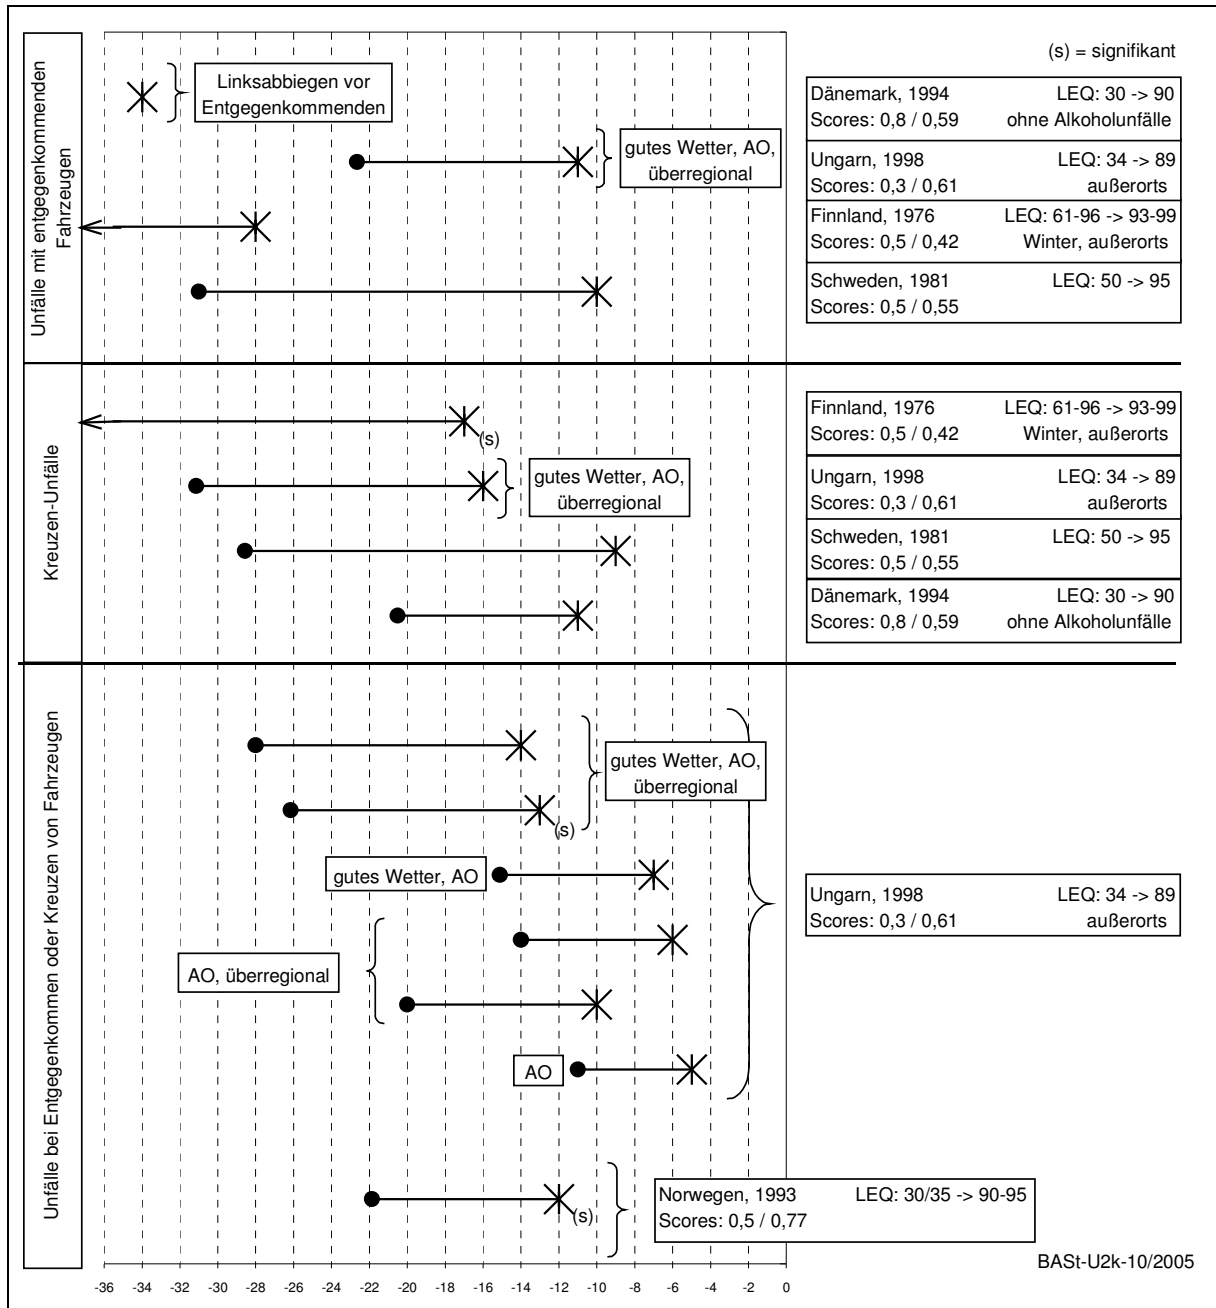 (s) = signifikant
Unfälle mit entgegenkommenden
Fahrzeugen
Linksabbiegen vor
Entgegenkommenden
gutes Wetter, AO,
überregional
Dänemark, 1994 LEQ: 30 -> 90
Scores: 0,8 / 0,59 ohne Alkoholunfälle
Ungarn, 1998 LEQ: 34 -> 89
Scores: 0,3 / 0,61 außerorts
Finnland, 1976 LEQ: 61-96 -> 93-99
Scores: 0,5 / 0,42 Winter, außerorts
Schweden, 1981 LEQ: 50 -> 95
Scores: 0,5 / 0,55
Kreuzen-Unfälle
(s)
gutes Wetter, AO,
überregional
Finnland, 1976 LEQ: 61-96 -> 93-99
Scores: 0,5 / 0,42 Winter, außerorts
Ungarn, 1998 LEQ: 34 -> 89
Scores: 0,3 / 0,61 außerorts
Schweden, 1981 LEQ: 50 -> 95
Scores: 0,5 / 0,55
Dänemark, 1994 LEQ: 30 -> 90
Scores: 0,8 / 0,59 ohne Alkoholunfälle
Unfälle bei Entgegenkommen oder Kreuzen von Fahrzeugen
gutes Wetter, AO,
überregional
(s)
gutes Wetter, AO
AO, überregional
AO
Ungarn, 1998 LEQ: 34 -> 89
Scores: 0,3 / 0,61 außerorts
(s)
Norwegen, 1993 LEQ: 30/35 -> 90-95
Scores: 0,5 / 0,77
BASt-U2k-10/2005
-36 -34 -32 -30 -28 -26 -24 -22 -20 -18 -16 -14 -12 -10 -8 -6 -4 -2 0